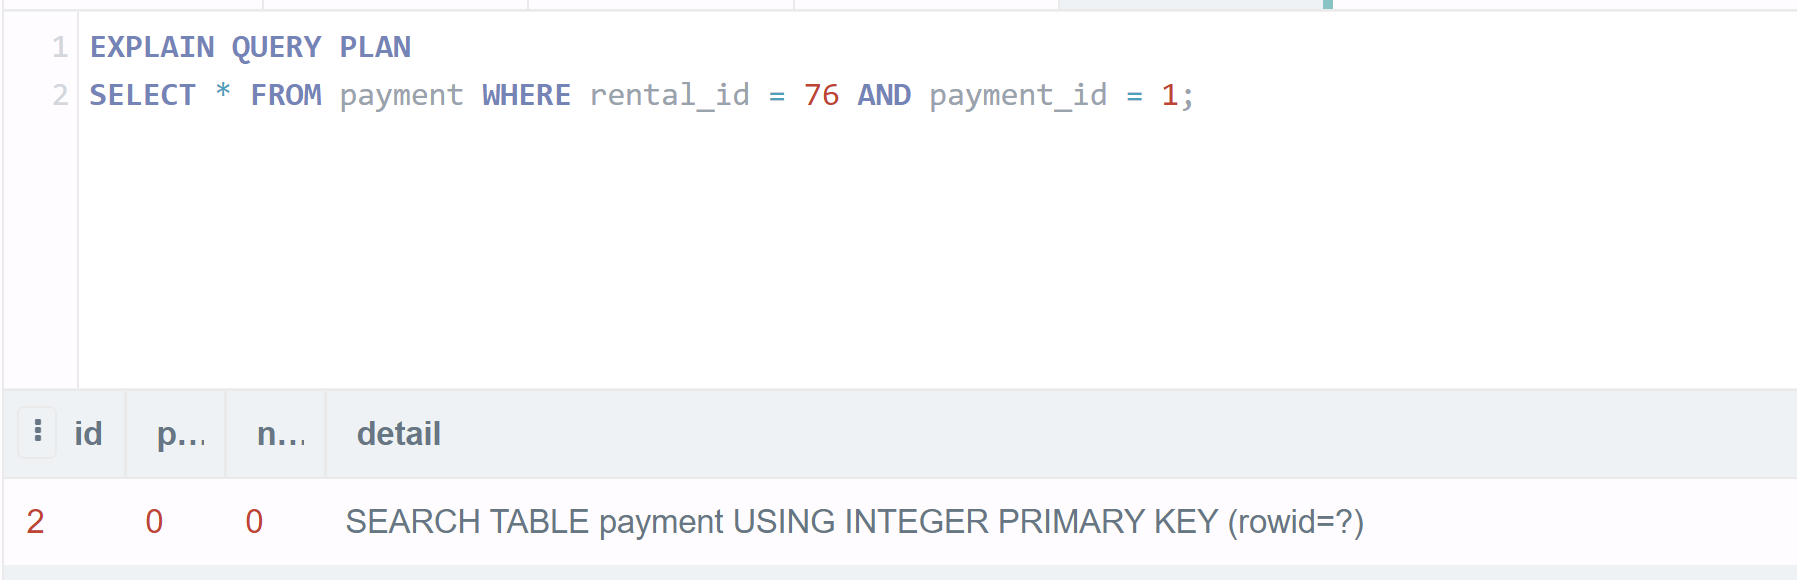 1 EXPLAIN QUERY PLAN
2 SELECT * FROM payment WHERE rental_id = 76 AND payment_id = 1;
id p... n... detail
2 0 0 SEARCH TABLE payment USING INTEGER PRIMARY KEY (rowid=?)